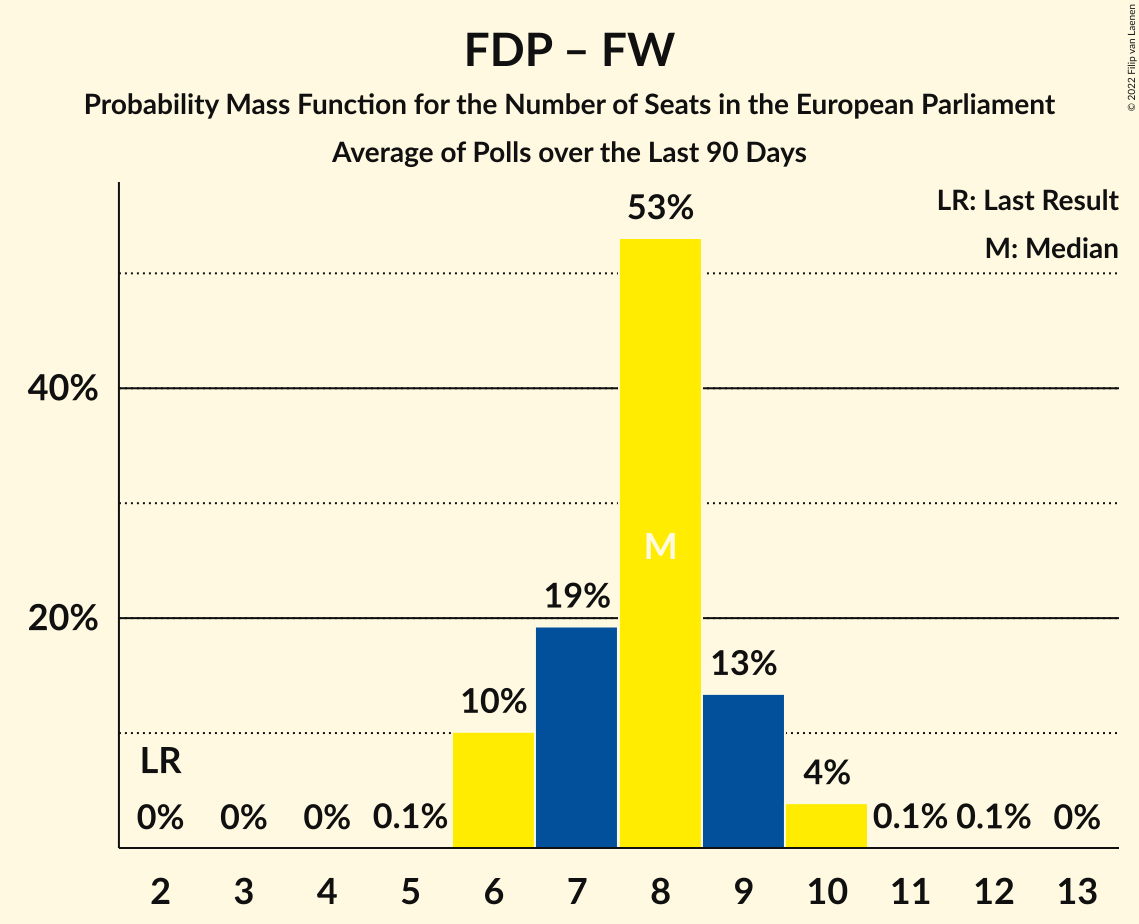 FDP – FW
Probability Mass Function for the Number of Seats in the European Parliament
Average of Polls over the Last 90 Days
© 2022 Filip van Laenen
LR: Last Result
M: Median
40%
20%
LR
0%
0%
0%
0.1%
10%
19%
53%
M
13%
4%
0.1%
0.1%
0%
2 3 4 5 6 7 8 9 10 11 12 13